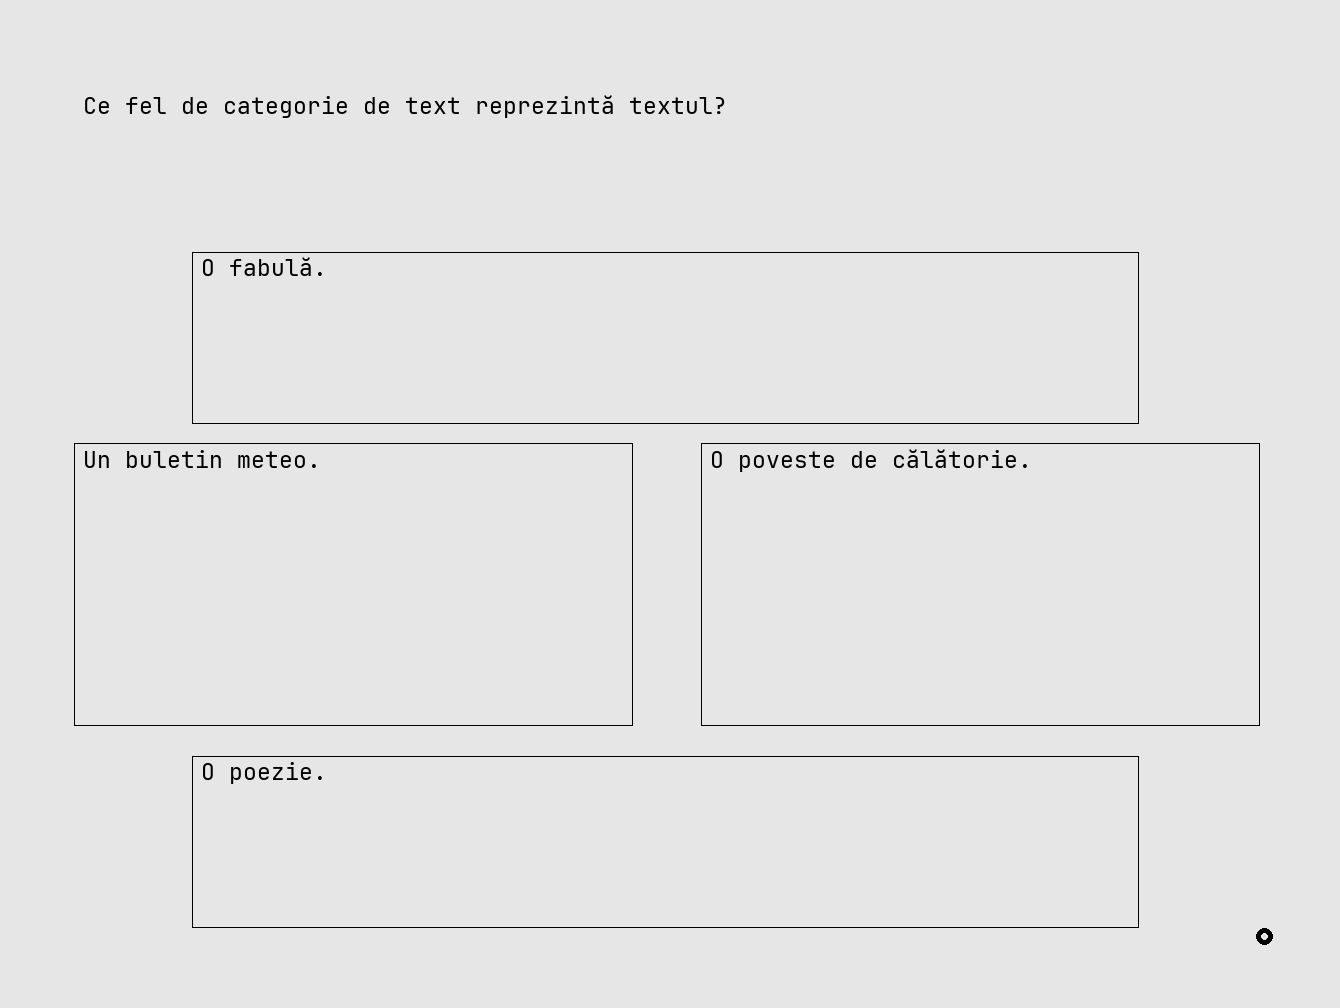 Ce fel de categorie de text reprezintă textul?
O fabulă.
Un buletin meteo.
O poveste de călătorie.
O poezie.